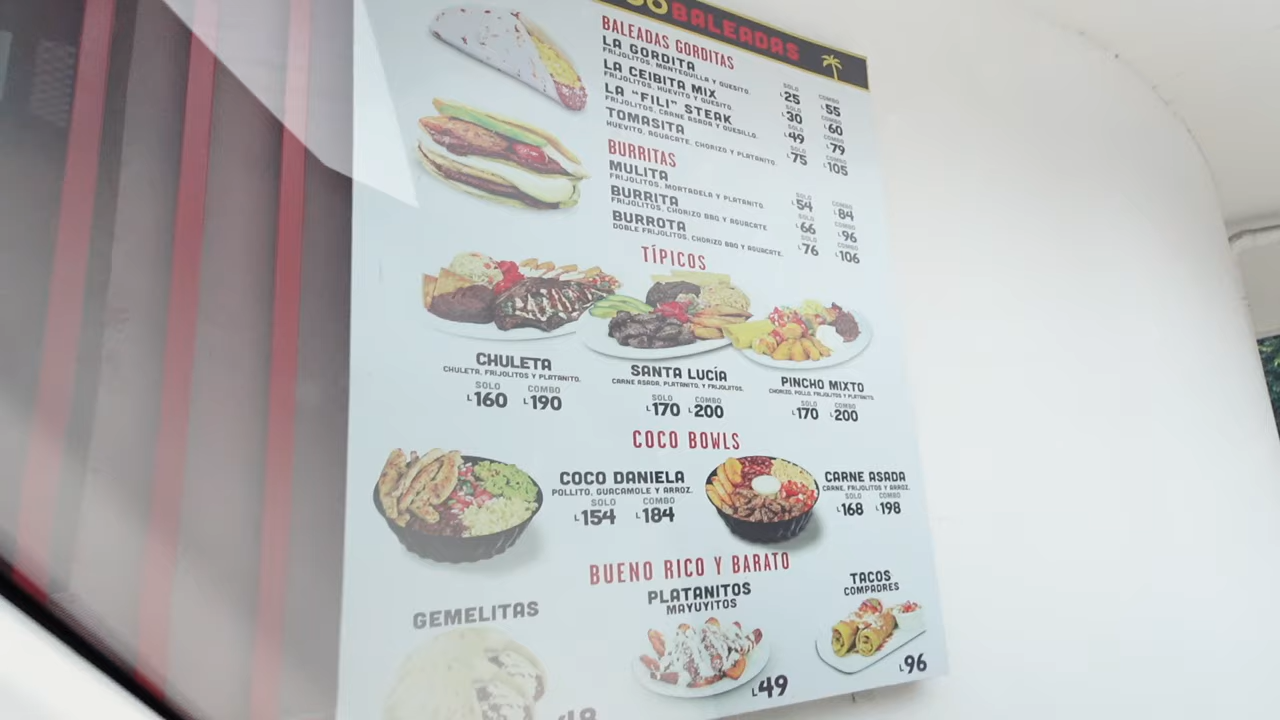 BALEADAS
BALEADAS GORDITAS
LA GORDITA
FRIJOLITOS, MANTEQUILLA Y QUESITO.
SOLO L25 COMBO L55
LA CEIBITA MIX
FRIJOLITOS, HUEVITO Y QUESITO.
SOLO L30 COMBO L60
LA "FILI" STEAK
FRIJOLITOS, CARNE ASADA Y QUESILLO.
SOLO L49 COMBO L79
TOMASITA
HUEVITO, AGUACATE, CHORIZO Y PLATANITO.
SOLO L75 COMBO L105
BURRITAS
MULITA
FRIJOLITOS, MORTADELA Y PLATANITO.
SOLO L54 COMBO L84
BURRITA
FRIJOLITOS, CHORIZO BBQ Y AGUACATE
SOLO L66 COMBO L96
BURROTA
DOBLE FRIJOLITOS, CHORIZO BBQ Y AGUACATE.
SOLO L76 COMBO L106
TÍPICOS
CHULETA
CHULETA, FRIJOLITOS Y PLATANITO.
SOLO COMBO
L160 L190
SANTA LUCÍA
CARNE ASADA, PLATANITO, Y FRIJOLITOS.
SOLO COMBO
L170 L200
PINCHO MIXTO
CHORIZO, POLLO, FRIJOLITOS Y PLATANITO
SOLO COMBO
L170 L200
COCO BOWLS
COCO DANIELA
POLLITO, GUACAMOLE Y ARROZ.
SOLO COMBO
L154 L184
CARNE ASADA
CARNE, FRIJOLITOS Y ARROZ.
SOLO COMBO
L168 L198
BUENO RICO Y BARATO
GEMELITAS
PLATANITOS
MAYUYITOS
L49
TACOS
COMPADRES
L96